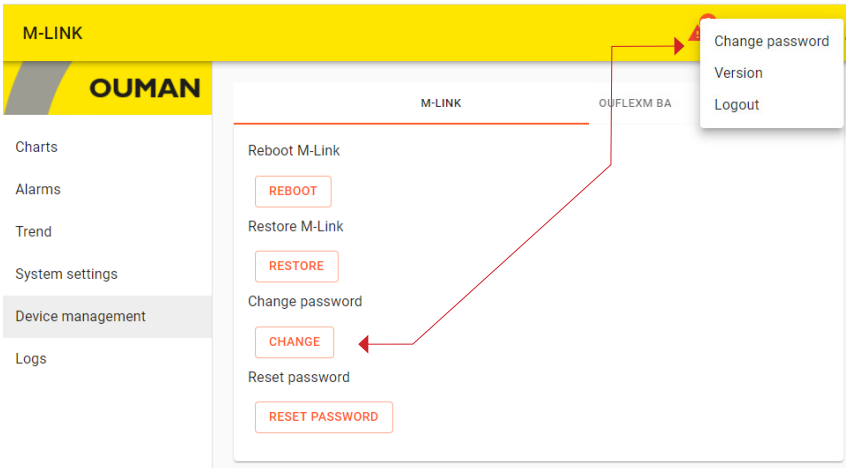 M-LINK
Change password
Version
Logout
OUMAN
Charts
Alarms
Trend
System settings
Device management
Logs
M-LINK
OUFLEXM BA
Reboot M-Link
REBOOT
Restore M-Link
RESTORE
Change password
CHANGE
Reset password
RESET PASSWORD